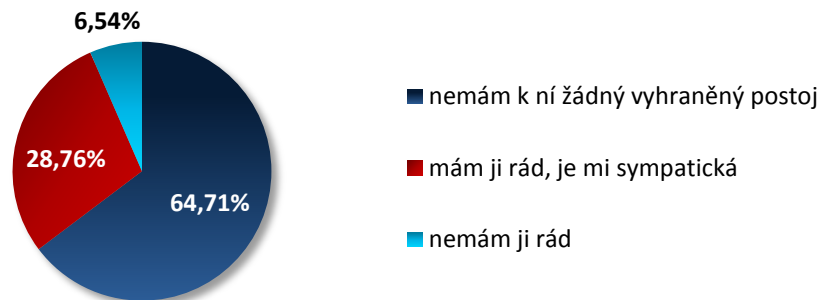 6,54%
28,76%
64,71%
nemám k ní žádný vyhraněný postoj
mám ji rád, je mi sympatická
nemám ji rád